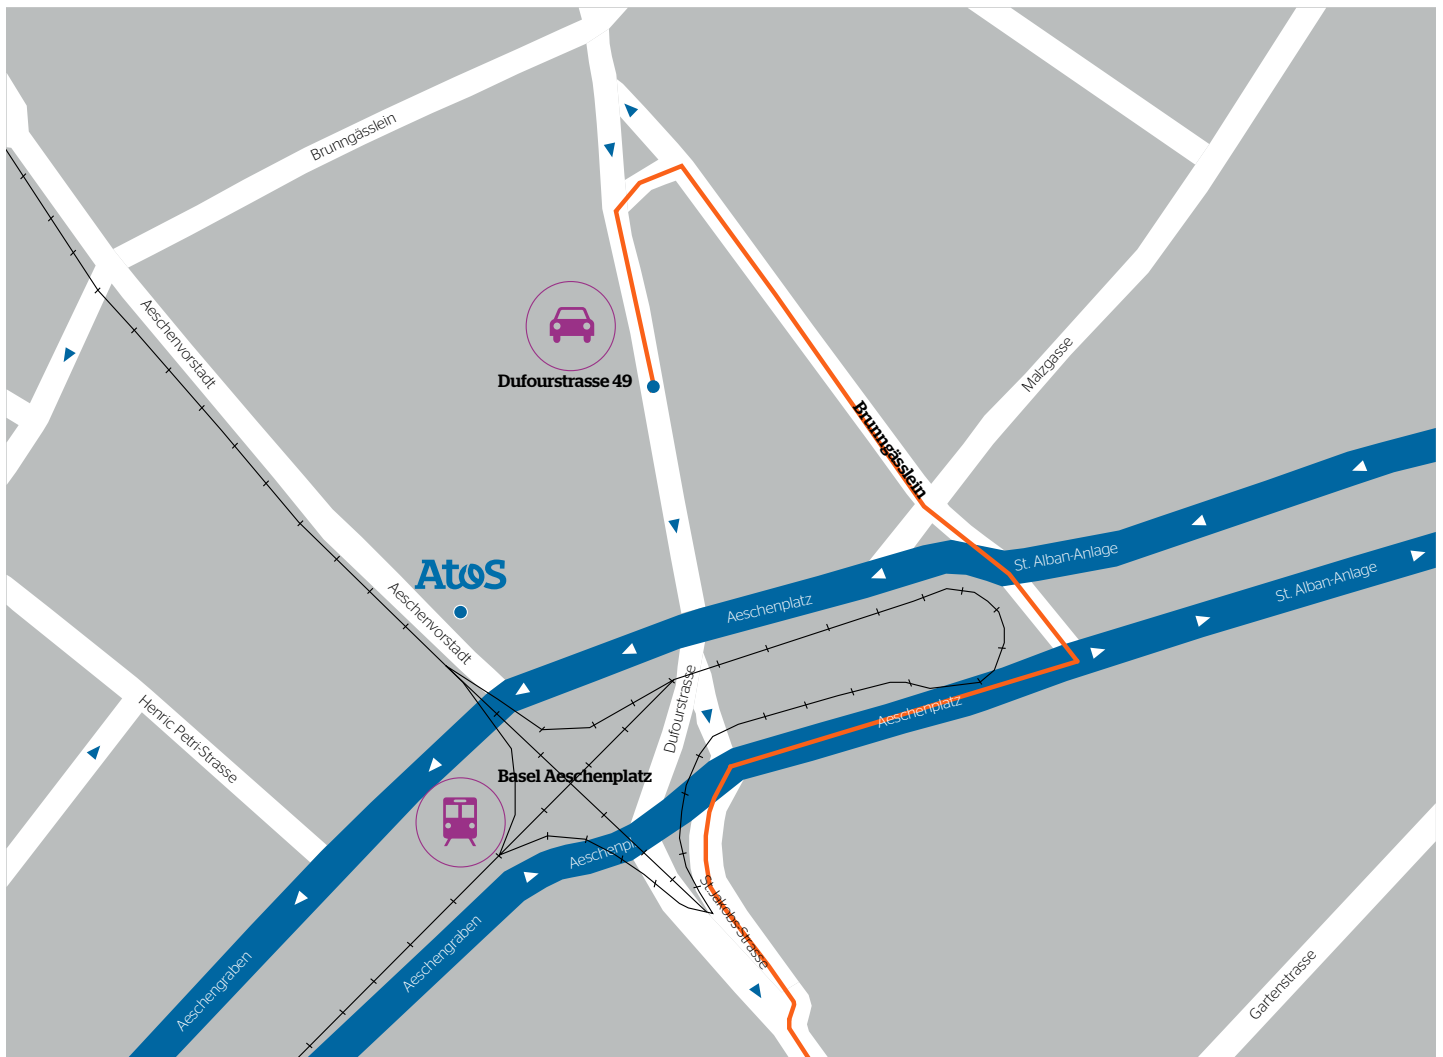 Brunngässlein
Aeschenvorstadt
Malzgasse
Dufourstrasse 49
Brunngässlein
St. Alban-Anlage
St. Alban-Anlage
Atos
Aeschenvorstadt
Aeschenplatz
Dufourstrasse
Henric Petri-Strasse
Aeschenplatz
Basel Aeschenplatz
Aeschenpl
St.Jakobs-Strasse
Aeschengraben
Aeschengraben
Gartenstrasse